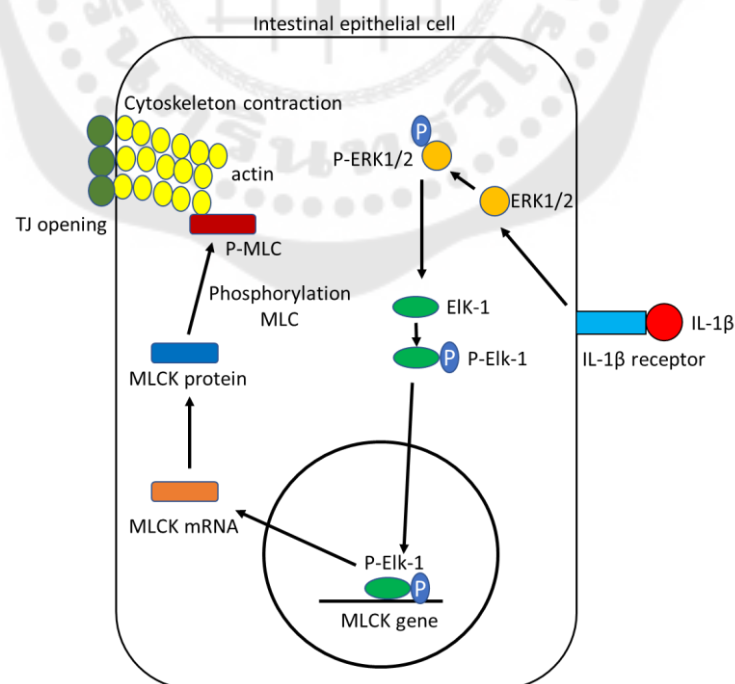 Intestinal epithelial cell
Cytoskeleton contraction
P
P-ERK1/2
actin
ERK1/2
TJ opening
P-MLC
Phosphorylation
MLC
ElK-1
IL-1β
MLCK protein
P
P-Elk-1
IL-1β receptor
MLCK mRNA
P-Elk-1
P
MLCK gene